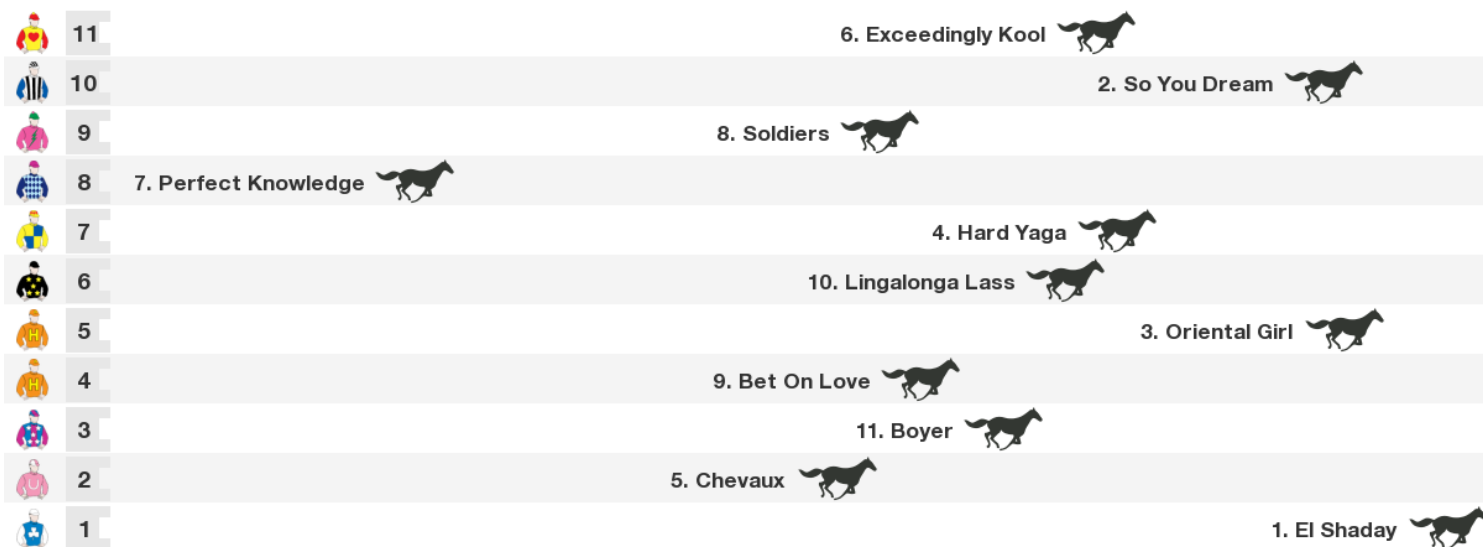 11 6. Exceedingly Kool
10 2. So You Dream
9 8. Soldiers
8 7. Perfect Knowledge
7 4. Hard Yaga
6 10. Lingalonga Lass
H 5 3. Oriental Girl
H 4 9. Bet On Love
3 11. Boyer
2 5. Chevaux
1 1. El Shaday